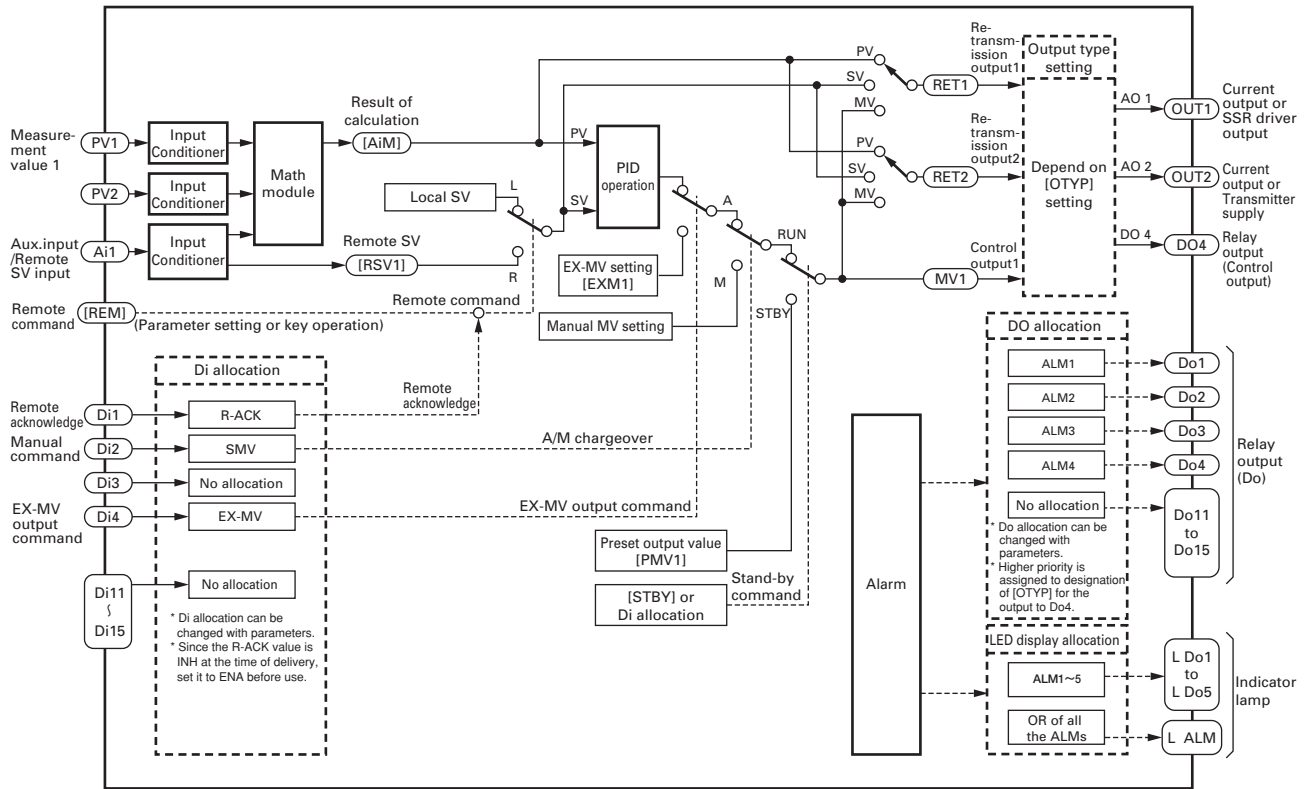 Measure-
ment
value 1
PV1
Input
Conditioner
PV2
Input
Conditioner
Aux.input
/Remote
SV input
Ai1
Input
Conditioner
Math
module
Result of
calculation
[AiM]
Local SV
Remote SV
[RSV1]
L
R
PV
SV
PID
operation
EX-MV setting
[EXM1]
Manual MV setting
A
M
RUN
STBY
Remote
command
[REM]
(Parameter setting or key operation)
Remote command
Di allocation
Remote
acknowledge
Di1
R-ACK
Remote
acknowledge
Manual
command
Di2
SMV
A/M chargeover
Di3
No allocation
EX-MV
output
command
Di4
EX-MV
EX-MV output command
Di11
∫
Di15
No allocation
* Di allocation can be
changed with parameters.
* Since the R-ACK value is
INH at the time of delivery,
set it to ENA before use.
Preset output value
[PMV1]
Stand-by
command
[STBY] or
Di allocation
PV
SV
MV
RET1
Re-
transm-
ission
output1
PV
SV
MV
RET2
Re-
transm-
ission
output2
Control
output1
MV1
Output type
setting
Depend on
[OTYP]
setting
AO 1
OUT1
Current
output or
SSR driver
output
AO 2
OUT2
Current
output or
Transmitter
supply
DO 4
DO4
Relay
output
(Control
output)
Alarm
DO allocation
ALM1
Do1
ALM2
Do2
ALM3
Do3
ALM4
Do4
No allocation
Do11
to
Do15
Relay
output
(Do)
* Do allocation can be
changed with
parameters.
* Higher priority is
assigned to designation
of [OTYP] for the
output to Do4.
LED display allocation
ALM1~5
L Do1
to
L Do5
OR of all
the ALMs
L ALM
Indicator
lamp